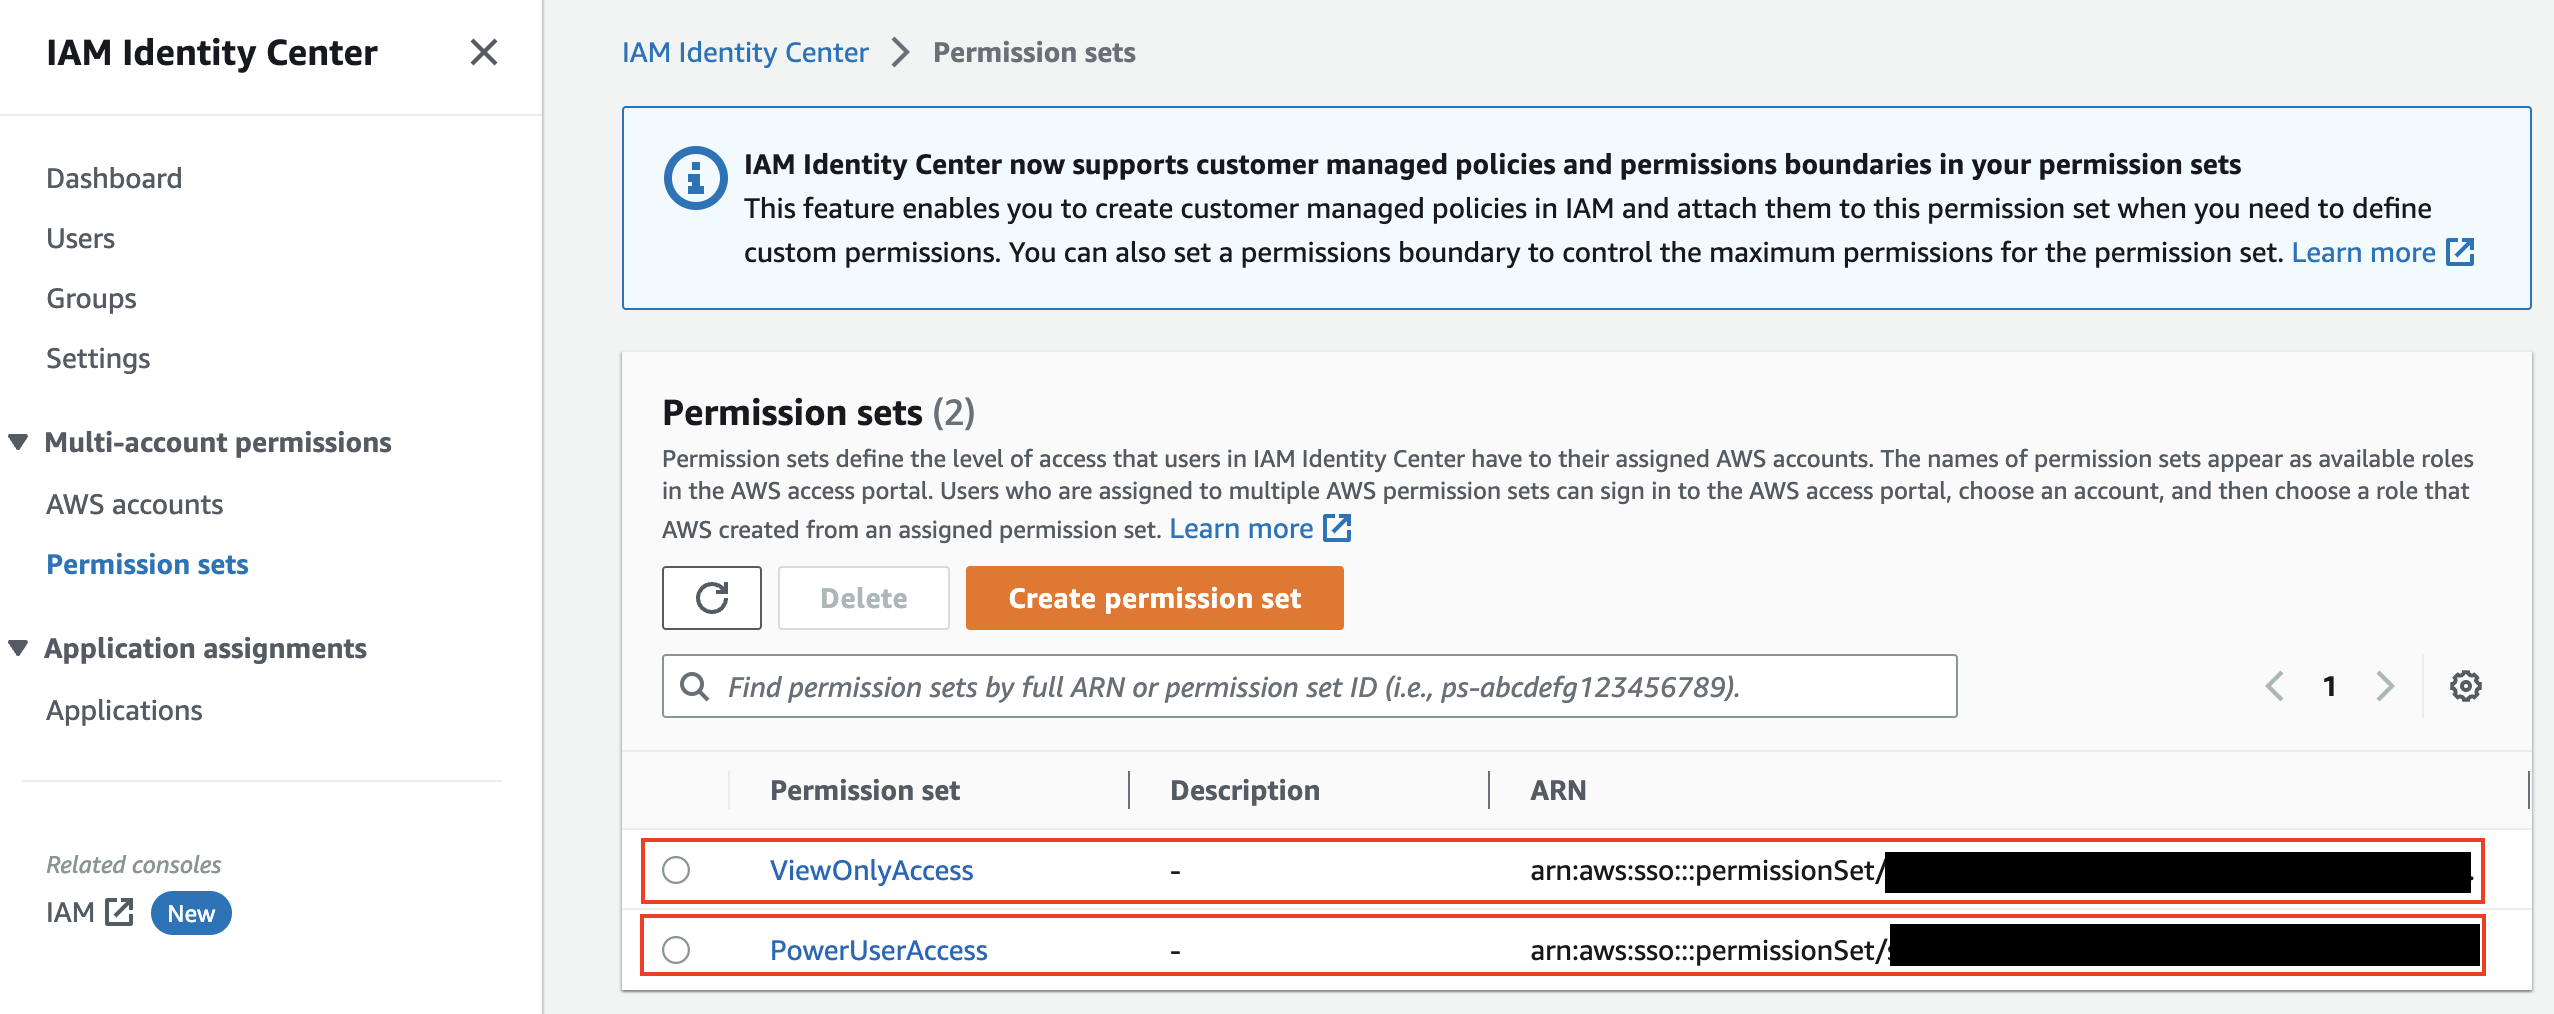 IAM Identity Center
Dashboard
Users
Groups
Settings
Multi-account permissions
AWS accounts
Permission sets
Application assignments
Applications
Related consoles
IAM New
IAM Identity Center > Permission sets
IAM Identity Center now supports customer managed policies and permissions boundaries in your permission sets
This feature enables you to create customer managed policies in IAM and attach them to this permission set when you need to define
custom permissions. You can also set a permissions boundary to control the maximum permissions for the permission set. Learn more
Permission sets (2)
Permission sets define the level of access that users in IAM Identity Center have to their assigned AWS accounts. The names of permission sets appear as available roles
in the AWS access portal. Users who are assigned to multiple AWS permission sets can sign in to the AWS access portal, choose an account, and then choose a role that
AWS created from an assigned permission set. Learn more
Delete Create permission set
Find permission sets by full ARN or permission set ID (i.e., ps-abcdefg123456789).
1
Permission set Description ARN
ViewOnlyAccess - arn:aws:sso:::permissionSet/
PowerUserAccess - arn:aws:sso:::permissionSet/